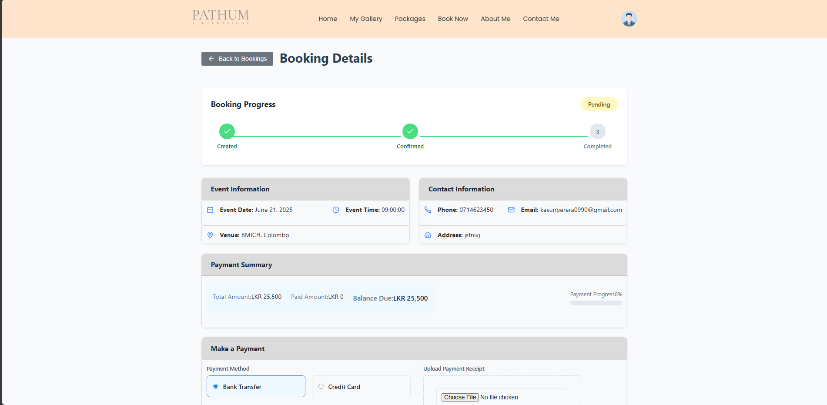 PATHUM
Home My Gallery Packages Book Now About Me Contact Me
← Back to Bookings Booking Details
Booking Progress Pending
3
Created Confirmed Completed
Event Information Contact Information
Event Date: June 21, 2025 Event Time: 09:00:00 Phone: 0714623450 Email: kasunperera0990@gmail.com
Venue: BMICH, Colombo Address:
Payment Summary
Total Amount:LKR 25,500 Paid Amount:LKR 0 Balance Due:LKR 25,500 Payment Progress0%
Make a Payment
Payment Method Upload Payment Receipt
Bank Transfer Credit Card
Choose File No file chosen